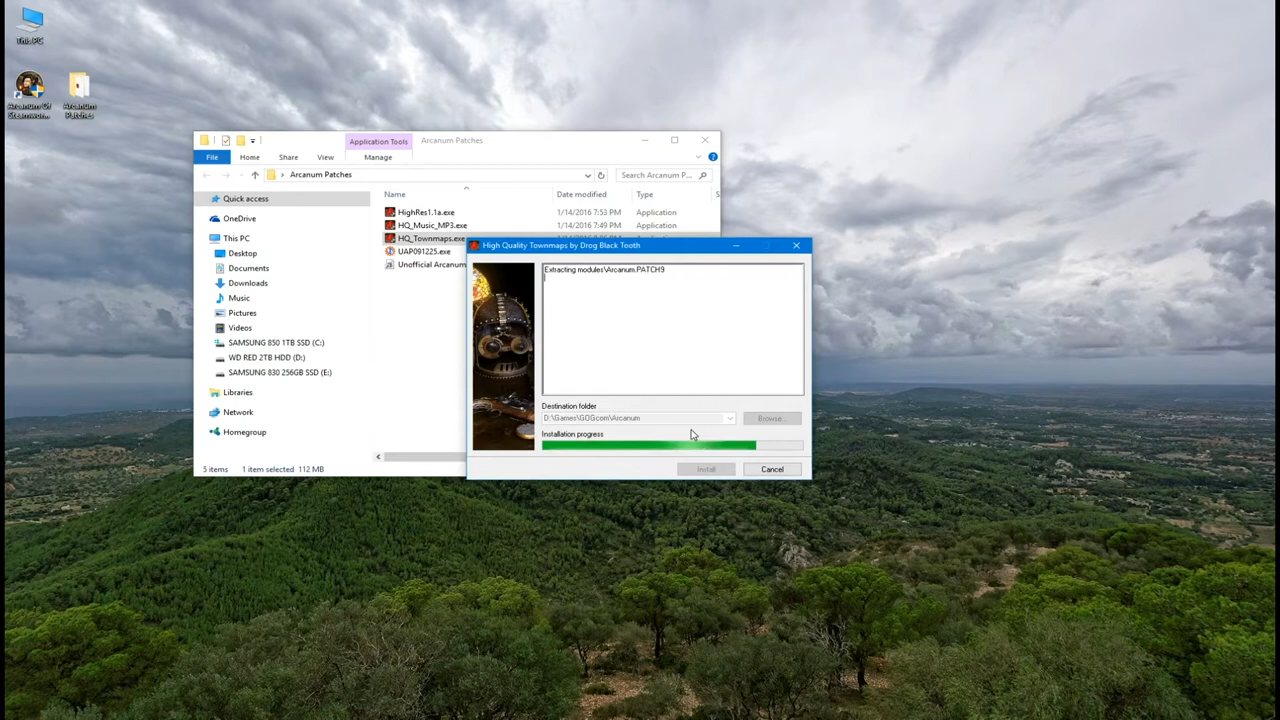 This PC
Arcanum Of
Steamwor...
Arcanum
Patches
Application Tools
Arcanum Patches
File
Home
Share
View
Manage
Arcanum Patches
Search Arcanum P...
Quick access
OneDrive
This PC
Desktop
Documents
Downloads
Music
Pictures
Videos
SAMSUNG 850 1TB SSD (C:)
WD RED 2TB HDD (D:)
SAMSUNG 830 256GB SSD (E:)
Libraries
Network
Homegroup
Name
Date modified
Type
S
HighRes1.1a.exe
1/14/2016 7:53 PM
Application
HQ_Music_MP3.exe
1/14/2016 7:49 PM
Application
HQ_Townmaps.exe
UAP091225.exe
Unofficial Arcanum
5 items
1 item selected 112 MB
High Quality Townmaps by Drog Black Tooth
Extracting modules\Arcanum.PATCH9
Destination folder
D:\Games\GOGcom\Arcanum
Browse...
Installation progress
Install
Cancel